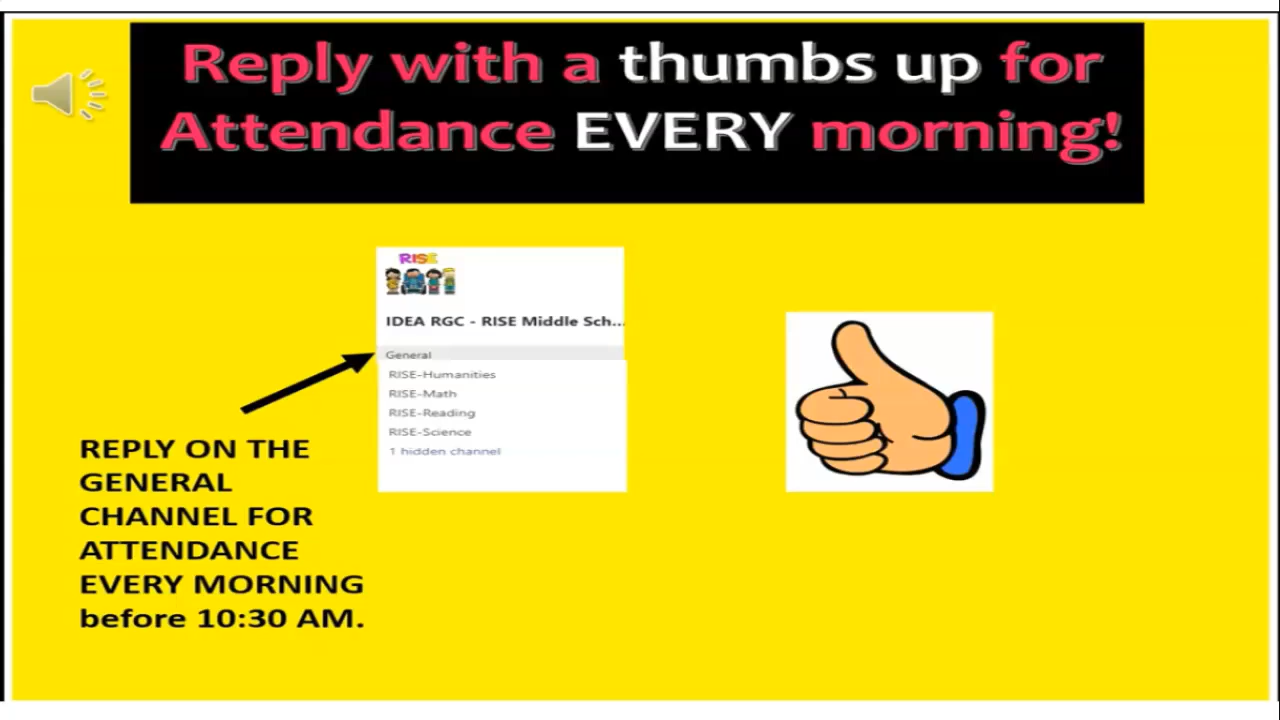 Reply with a thumbs up for
Attendance EVERY morning!
RISE
IDEA RGC - RISE Middle Sch...
General
RISE-Humanities
RISE-Math
RISE-Reading
RISE-Science
1 hidden channel
REPLY ON THE
GENERAL
CHANNEL FOR
ATTENDANCE
EVERY MORNING
before 10:30 AM.